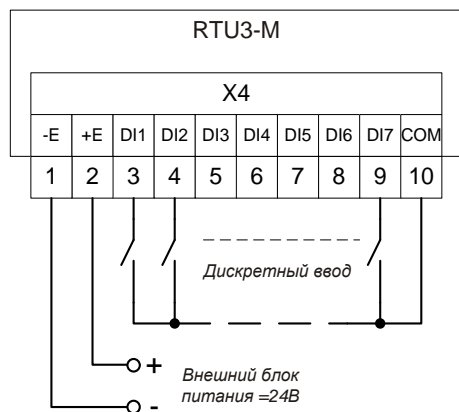 RTU3-M
X4
-E +E DI1 DI2 DI3 DI4 DI5 DI6 DI7 COM
1 2 3 4 5 6 7 8 9 10
Дискретный ввод
+
Внешний блок
питания =24В
-